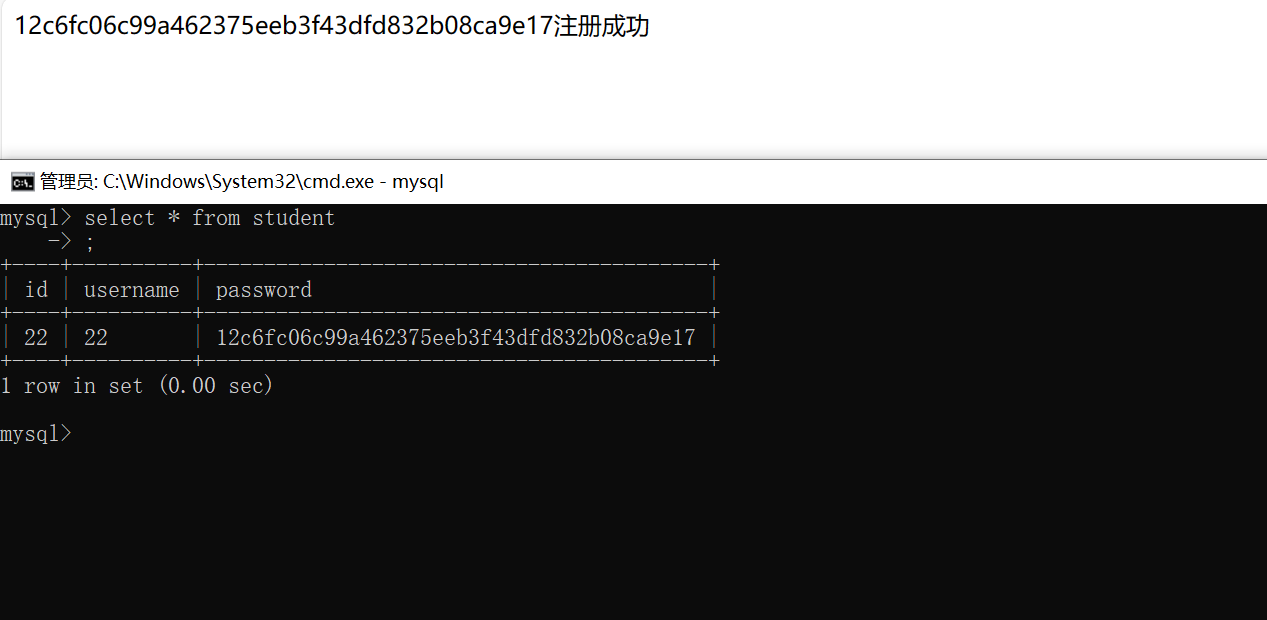 12c6fc06c99a462375eeb3f43dfd832b08ca9e17注册成功
管理员: C:\Windows\System32\cmd.exe - mysql
mysql> select * from student
    -> ;
+----+----------+------------------------------------------+
| id | username | password                                 |
+----+----------+------------------------------------------+
| 22 | 22       | 12c6fc06c99a462375eeb3f43dfd832b08ca9e17 |
+----+----------+------------------------------------------+
1 row in set (0.00 sec)
mysql>